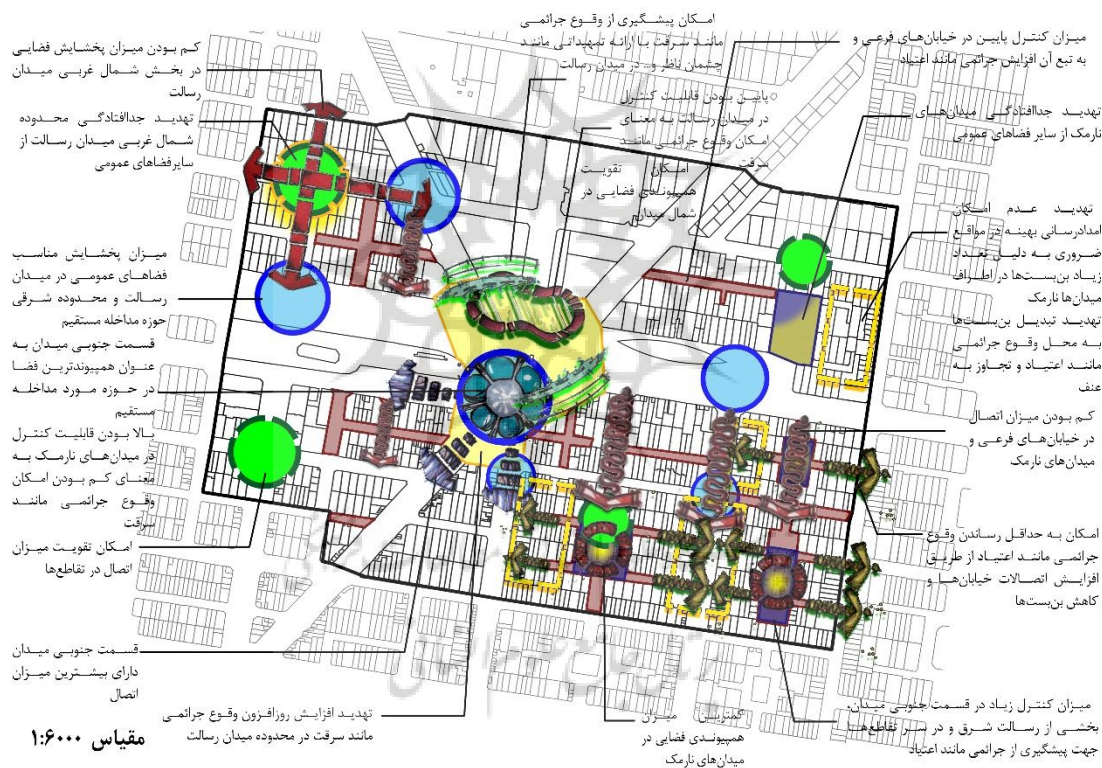 امکان پیشگیری از وقوع جرائمی
مانند سرقت با ارائه تمهیداتی مانند
چشمان ناظر و.. در میدان رسالت
پایین بودن قابلیت کنترل
در میدان رسالت به معنای
امکان وقوع جرائمی مانند
سرقت
امکان تقویت
همپیوندی فضایی در
شمال میدان
میزان کنترل پایین در خیابان‌های فرعی و
به تبع آن افزایش جرائمی مانند اعتیاد
تهدید جداافتادگی میدان‌های
نارمک از سایر فضاهای عمومی
تهدید عدم امکان
امدادرسانی بهینه در مواقع
ضروری به دلیل تعداد
زیاد بن‌بست‌ها در اطراف
میدان‌ها نارمک
تهدید تبدیل بن‌بست‌ها
به محل وقوع جرائمی
مانند اعتیاد و تجاوز به
عنف
کم بودن میزان اتصال
در خیابان‌های فرعی و
میدان‌های نارمک
امکان به حداقل رساندن وقوع
جرائمی مانند اعتیاد از طریق
افزایش اتصالات خیابان‌ها و
کاهش بن‌بست‌ها
میزان کنترل زیاد در قسمت جنوبی میدان،
بخشی از رسالت شرق و در سر تقاطع‌ها
جهت پیشگیری از جرائمی مانند اعتیاد
کم بودن میزان پخشایش فضایی
در بخش شمال غربی میدان
رسالت
تهدید جداافتادگی محدوده
شمال غربی میدان رسالت از
سایرفضاهای عمومی
میزان پخشایش مناسب
فضاهای عمومی در میدان
رسالت و محدوده شرقی
حوزه مداخله مستقیم
قسمت جنوبی میدان به
عنوان همپیوندترین فضا
در حوزه مورد مداخله
مستقیم
بالا بودن قابلیت کنترل
در میدان‌های نارمک به
معنای کم بودن امکان
وقوع جرائمی مانند
سرقت
امکان تقویت میزان
اتصال در تقاطع‌ها
قسمت جنوبی میدان
دارای بیشترین میزان
اتصال
تهدید افزایش روزافزون وقوع جرائمی
مانند سرقت در محدوده میدان رسالت
کمترین میزان
همپیوندی فضایی در
میدان‌های نارمک
مقیاس ۱:۶۰۰۰